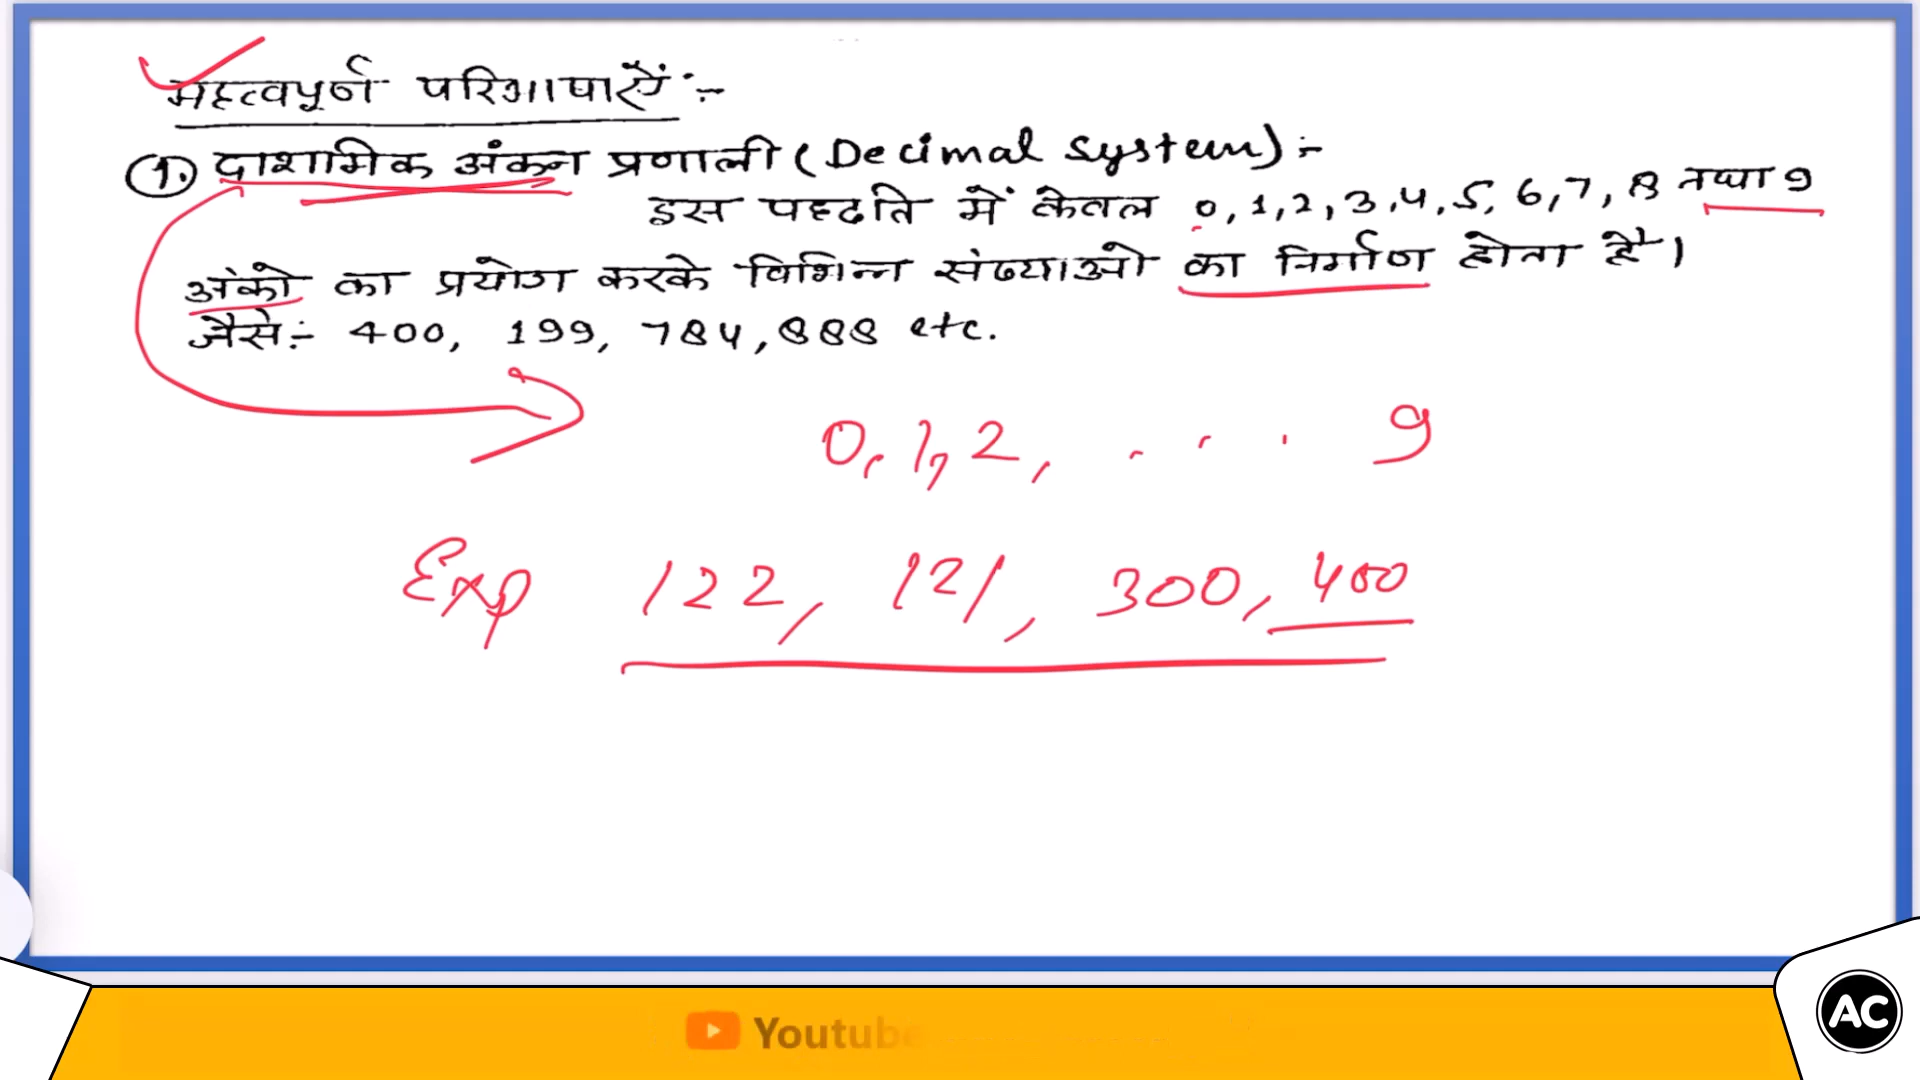 महत्वपूर्ण परिभाषाएँ :-
1. दाशामिक अंकन प्रणाली (Decimal System) :-
इस पद्धति में केवल 0, 1, 2, 3, 4, 5, 6, 7, 8 तथा 9
अंको का प्रयोग करके विभिन्न संख्याओ का निर्माण होता है।
जैसे:- 400, 199, 784, 888 etc.
0, 1, 2, . . . 9
Exp 122, 121, 300, 400
Youtube
AC